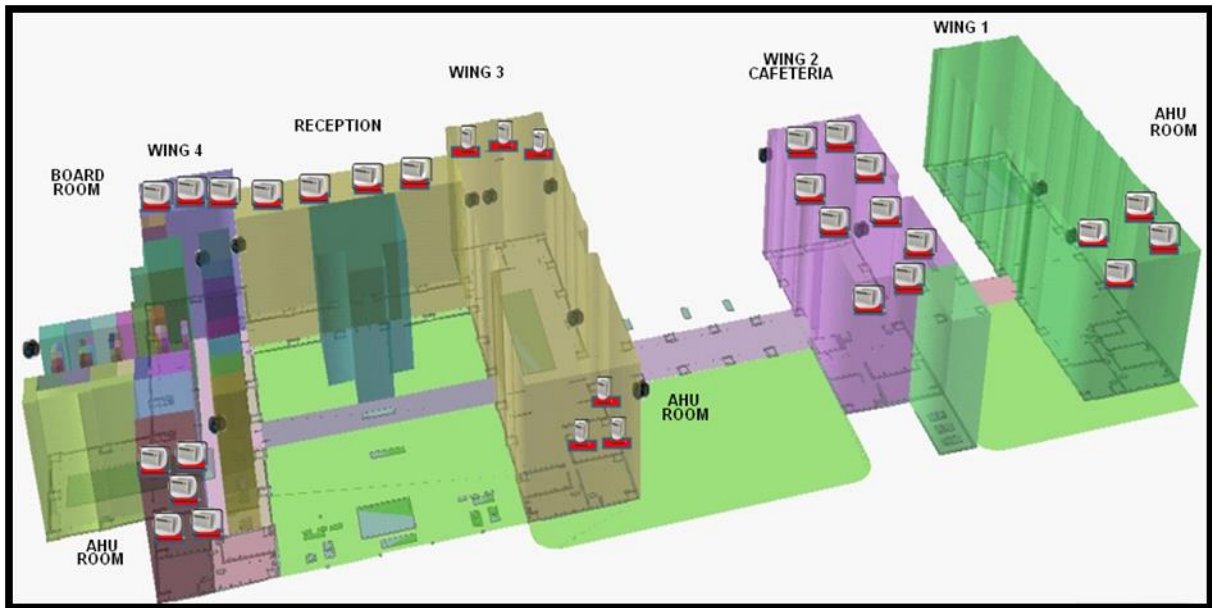 WING 1
WING 2
CAFETERIA
WING 3
AHU
ROOM
RECEPTION
WING 4
BOARD
ROOM
AHU
ROOM
AHU
ROOM